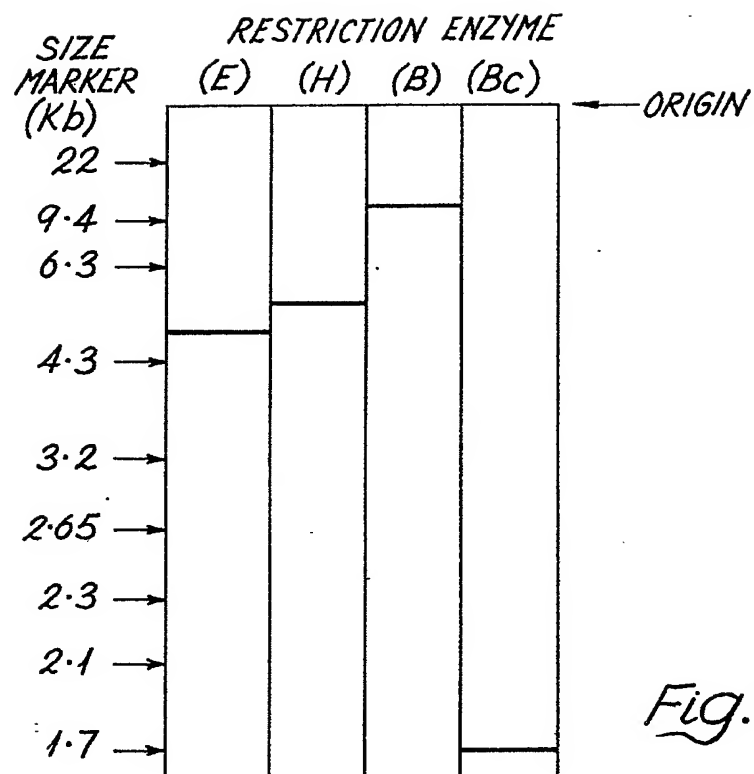 RESTRICTION ENZYME
SIZE
MARKER
(Kb)
(E) (H) (B) (Bc)
ORIGIN
22
9.4
6.3
4.3
3.2
2.65
2.3
2.1
1.7
Fig.